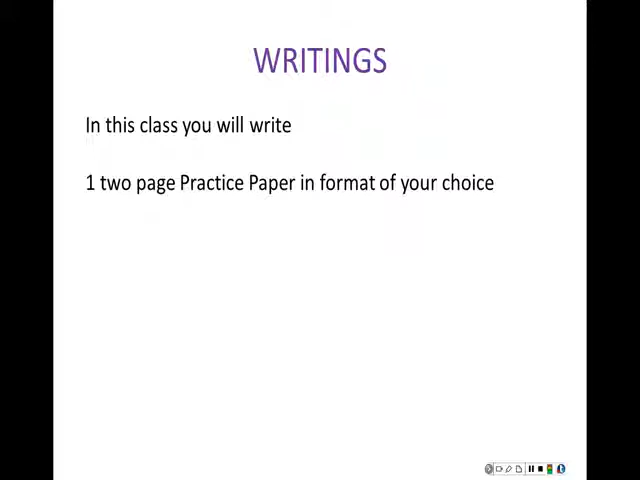 WRITINGS
In this class you will write
1 two page Practice Paper in format of your choice